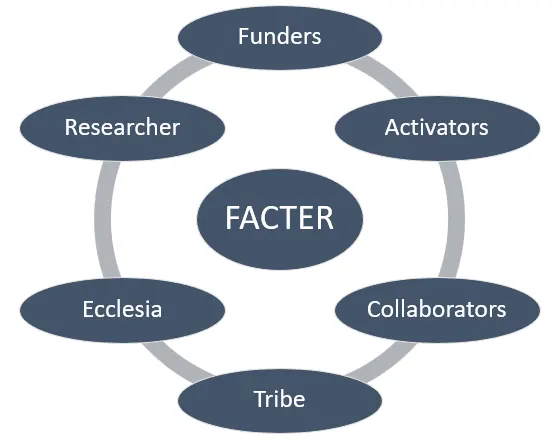 Funders
Researcher
Activators
FACTER
Ecclesia
Collaborators
Tribe